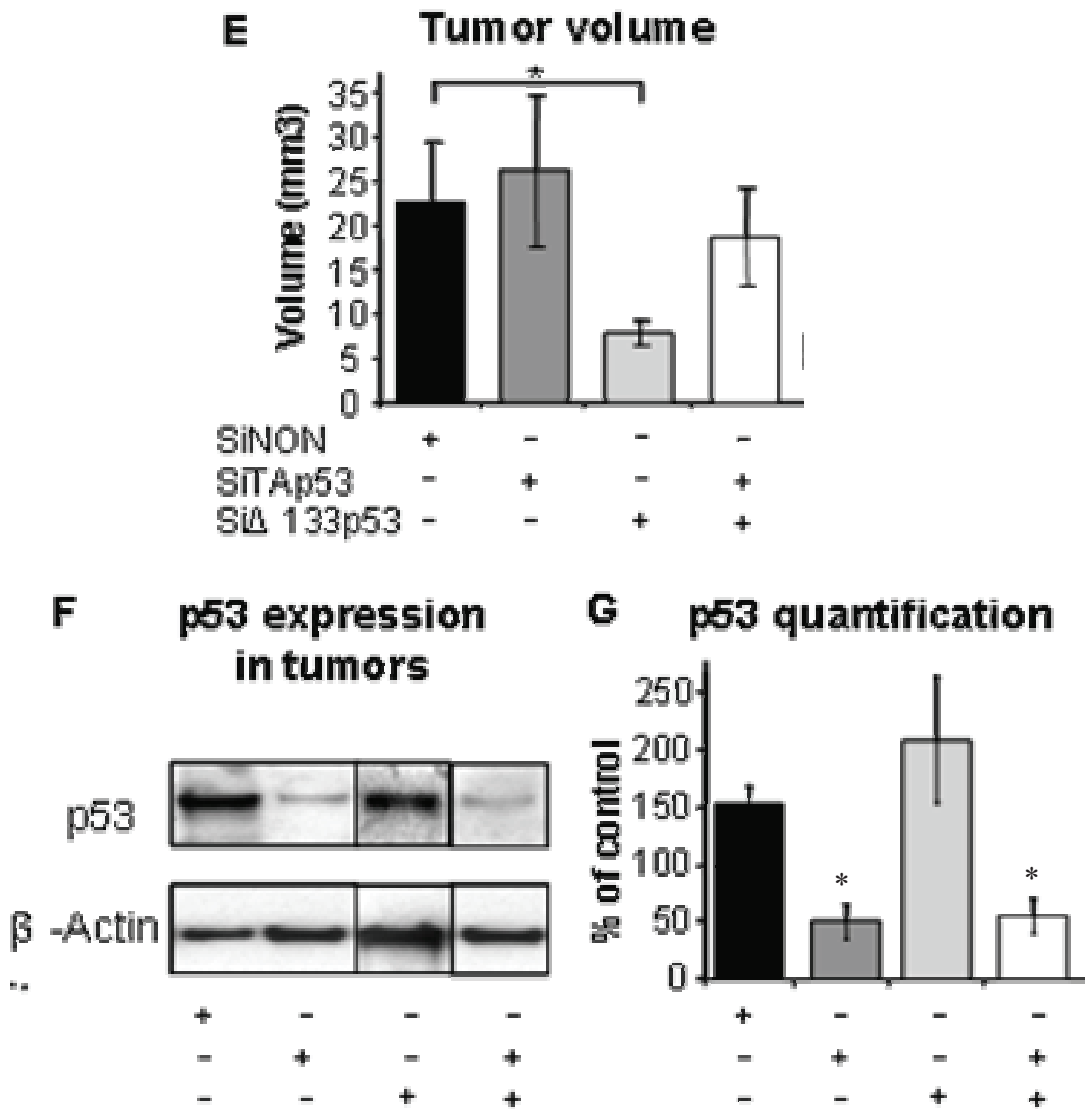 E Tumor volume
*
Volume (mm3)
35
30
25
20
15
10
5
0
SiNON + - - -
SiTAp53 - + - +
SiΔ 133p53 - - + +
F p53 expression
in tumors
p53
β -Actin
..
+ - - -
- + - +
- - + +
G p53 quantification
% of control
250
200
150
100
50
0
* *
+ - - -
- + - +
- - + +